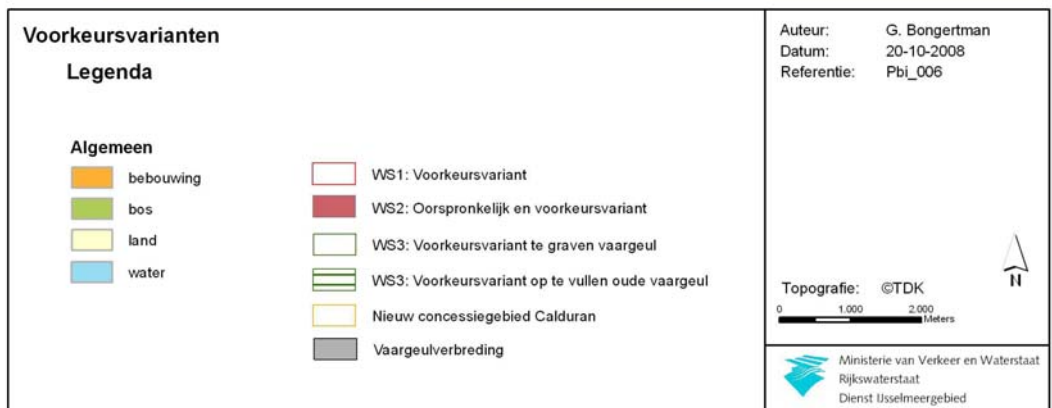 Voorkeursvarianten
Legenda
Algemeen
bebouwing
bos
land
water
WS1: Voorkeursvariant
WS2: Oorspronkelijk en voorkeursvariant
WS3: Voorkeursvariant te graven vaargeul
WS3: Voorkeursvariant op te vullen oude vaargeul
Nieuw concessiegebied Calduran
Vaargeulverbreding
Auteur: G. Bongertman
Datum: 20-10-2008
Referentie: Pbi_006
N
Topografie: ©TDK
0 1.000 2.000
Meters
Ministerie van Verkeer en Waterstaat
Rijkswaterstaat
Dienst IJsselmeergebied